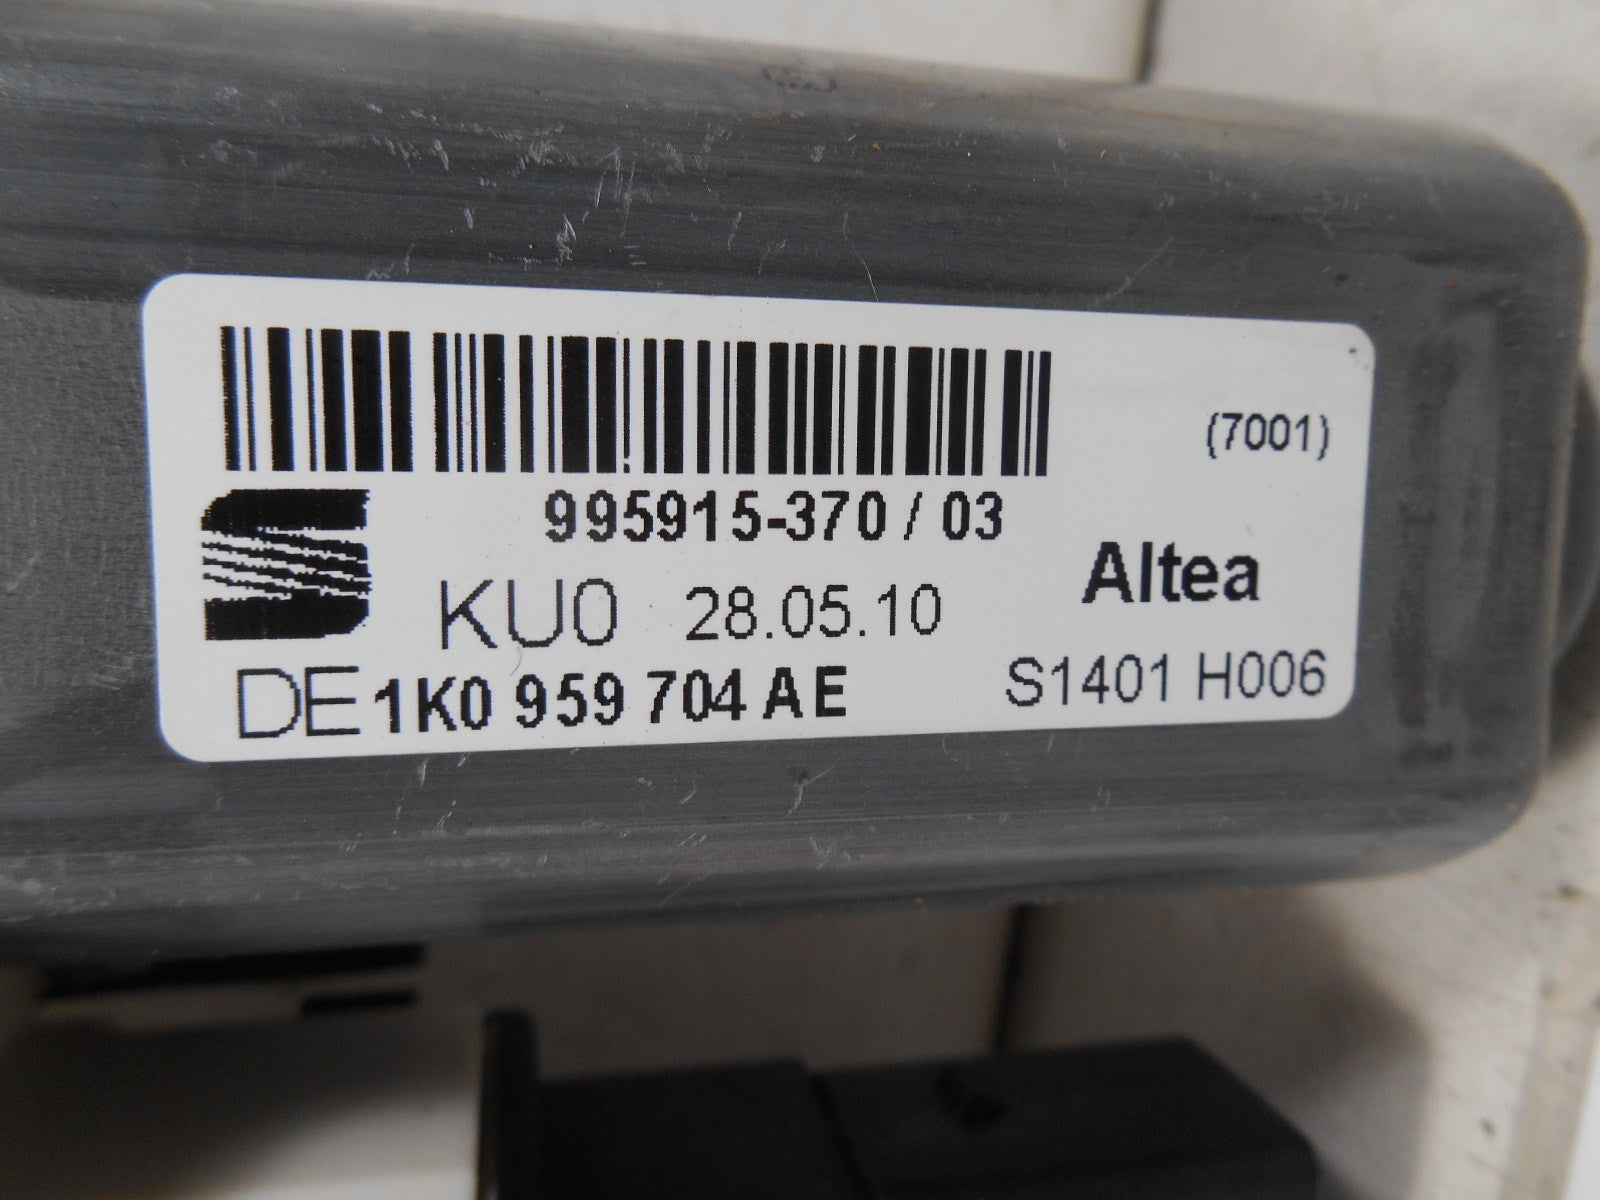 (7001)
995915-370 / 03
Altea
KU0 28.05.10
DE 1K0 959 704 AE
S1401 H006